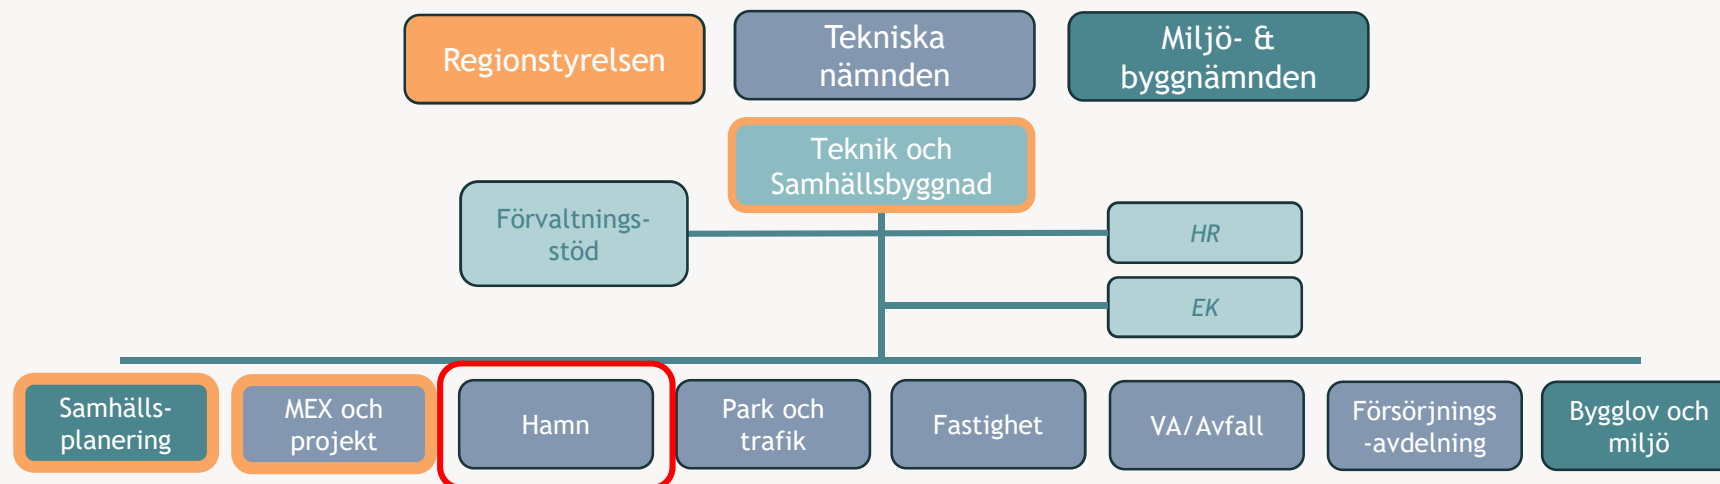 Regionstyrelsen
Tekniska
nämnden
Miljö- &
byggnämnden
Teknik och
Samhällsbyggnad
Förvaltnings-
stöd
HR
EK
Samhälls-
planering
MEX och
projekt
Hamn
Park och
trafik
Fastighet
VA/Avfall
Försörjnings
-avdelning
Bygglov och
miljö